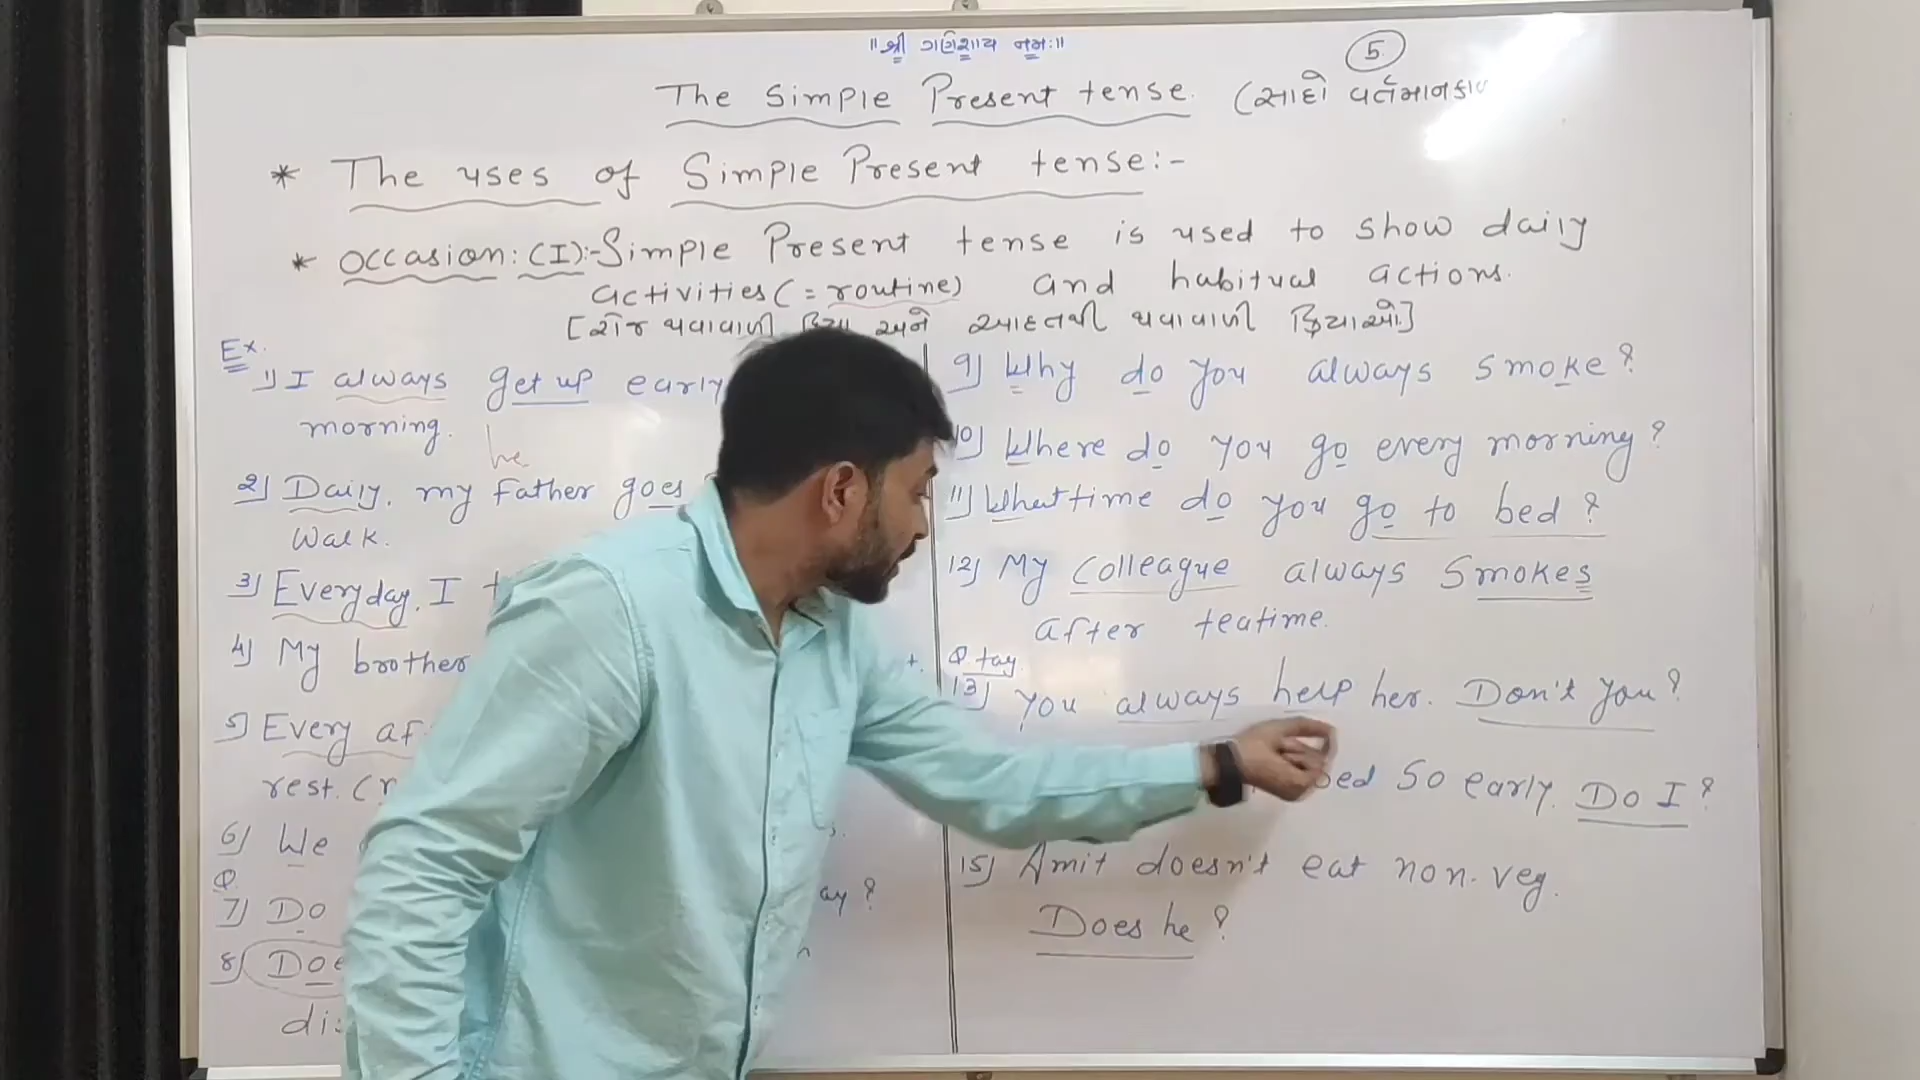 ॥ શ્રી ગણેશાય નમઃ॥
5
The Simple Present tense. (સાદો વર્તમાનકાળ
* The uses of Simple Present tense:-
* Occasion: (I):- Simple Present tense is used to show daily
activities (= routine) and habitual actions.
[રોજ થવાવાળી ક્રિયા અને આદતથી થવાવાળી ક્રિયાઓ]
Ex.
1) I always get up early
morning.
he
2) Daily, my Father goes
walk.
3) Everyday, I
4) My brother
5) Every af
rest.
6) We
Q.
7) Do
ay?
8) Doe
dis
9) Why do you always smoke?
10) Where do you go every morning?
11) What time do you go to bed?
12) My Colleague always Smokes
after teatime.
Q. tag.
13) You always help her. Don't you?
bed So early. Do I?
15) Amit doesn't eat non-veg.
Does he?